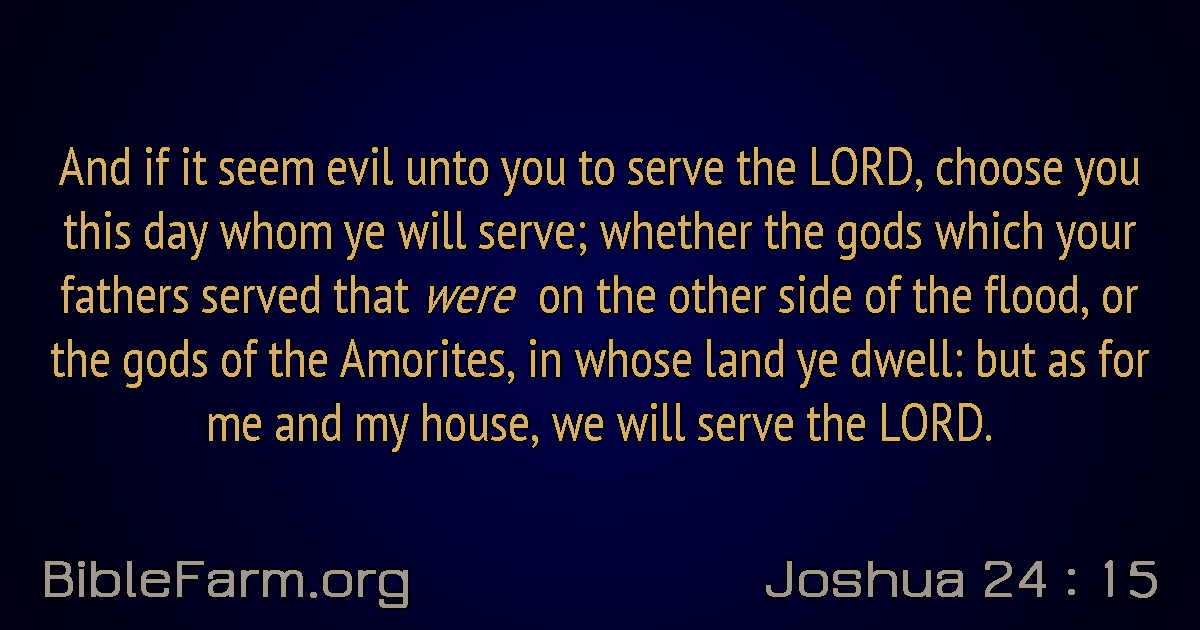 And if it seem evil unto you to serve the LORD, choose you
this day whom ye will serve; whether the gods which your
fathers served that were on the other side of the flood, or
the gods of the Amorites, in whose land ye dwell: but as for
me and my house, we will serve the LORD.
BibleFarm.org
Joshua 24 : 15